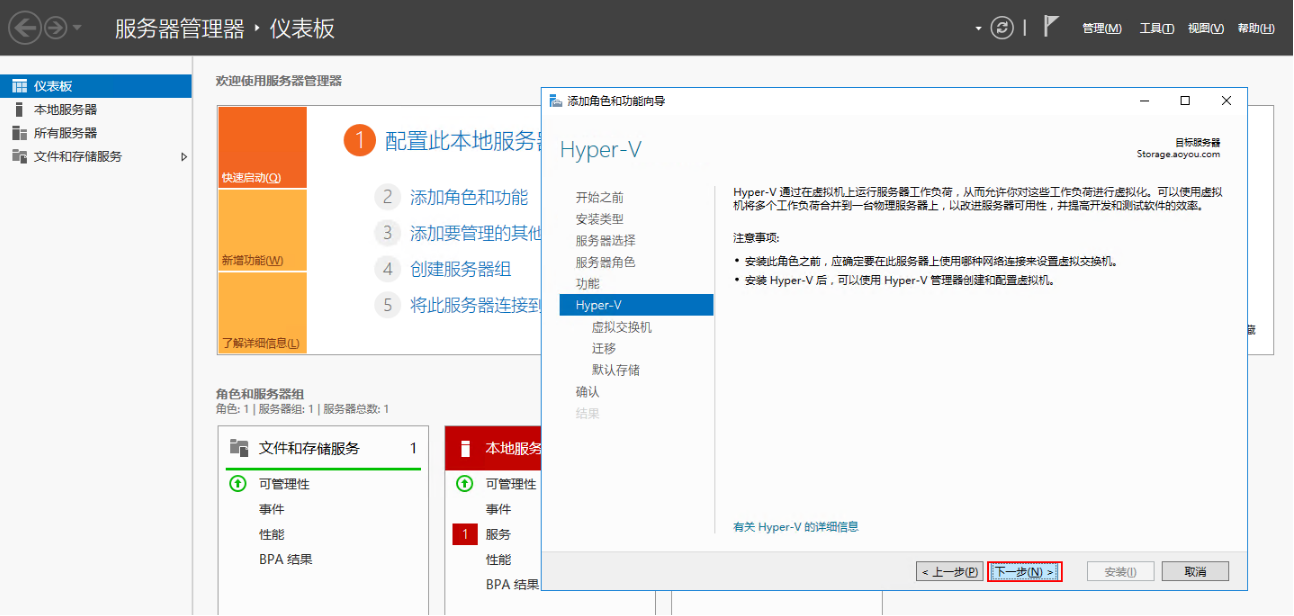 服务器管理器 ‣ 仪表板
管理(M) 工具(T) 视图(V) 帮助(H)
仪表板
本地服务器
所有服务器
文件和存储服务
欢迎使用服务器管理器
快速启动(Q)
新增功能(W)
了解详细信息(L)
1 配置此本地服务
2 添加角色和功能
3 添加要管理的其他
4 创建服务器组
5 将此服务器连接到
角色和服务器组
角色: 1 | 服务器组: 1 | 服务器总数: 1
文件和存储服务 1
可管理性
事件
性能
BPA 结果
本地服务
可管理性
事件
1 服务
性能
BPA 结果
添加角色和功能向导
Hyper-V
目标服务器
Storage.aoyou.com
开始之前
安装类型
服务器选择
服务器角色
功能
Hyper-V
虚拟交换机
迁移
默认存储
确认
结果
Hyper-V 通过在虚拟机上运行服务器工作负荷，从而允许你对这些工作负荷进行虚拟化。可以使用虚拟
机将多个工作负荷合并到一台物理服务器上，以改进服务器可用性，并提高开发和测试软件的效率。
注意事项:
• 安装此角色之前，应确定要在此服务器上使用哪种网络连接来设置虚拟交换机。
• 安装 Hyper-V 后，可以使用 Hyper-V 管理器创建和配置虚拟机。
有关 Hyper-V 的详细信息
< 上一步(P) 下一步(N) > 安装(I) 取消